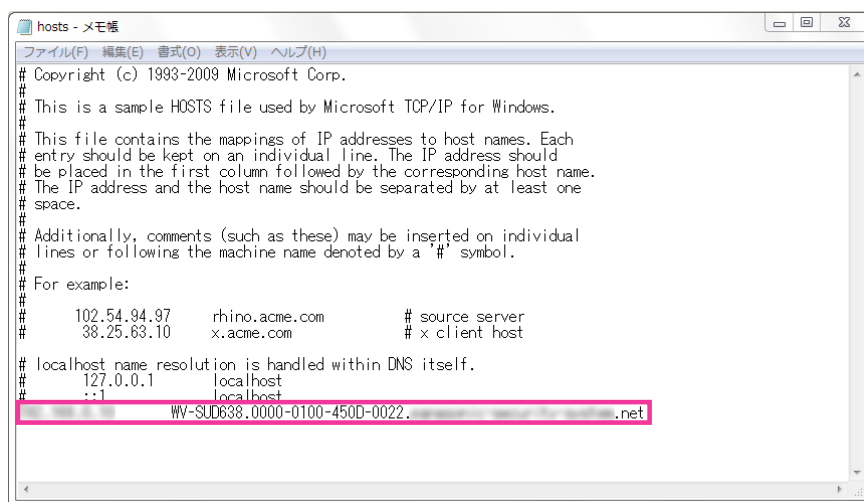 hosts - メモ帳
ファイル(F) 編集(E) 書式(O) 表示(V) ヘルプ(H)
# Copyright (c) 1993-2009 Microsoft Corp.
#
# This is a sample HOSTS file used by Microsoft TCP/IP for Windows.
#
# This file contains the mappings of IP addresses to host names. Each
# entry should be kept on an individual line. The IP address should
# be placed in the first column followed by the corresponding host name.
# The IP address and the host name should be separated by at least one
# space.
#
# Additionally, comments (such as these) may be inserted on individual
# lines or following the machine name denoted by a '#' symbol.
#
# For example:
#
# 102.54.94.97 rhino.acme.com # source server
# 38.25.63.10 x.acme.com # x client host
# localhost name resolution is handled within DNS itself.
# 127.0.0.1 localhost
# ::1 localhost
WV-SUD638.0000-0100-450D-0022. .net